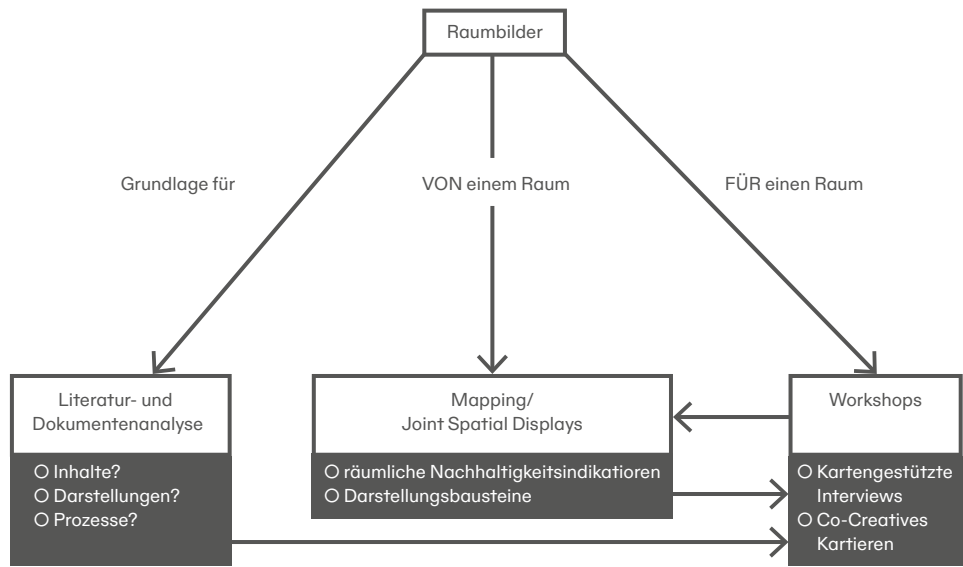 Raumbilder
Grundlage für
VON einem Raum
FÜR einen Raum
Literatur- und
Dokumentenanalyse
Inhalte?
Darstellungen?
Prozesse?
Mapping/
Joint Spatial Displays
räumliche Nachhaltigkeitsindikatioren
Darstellungsbausteine
Workshops
Kartengestützte
Interviews
Co-Creatives
Kartieren